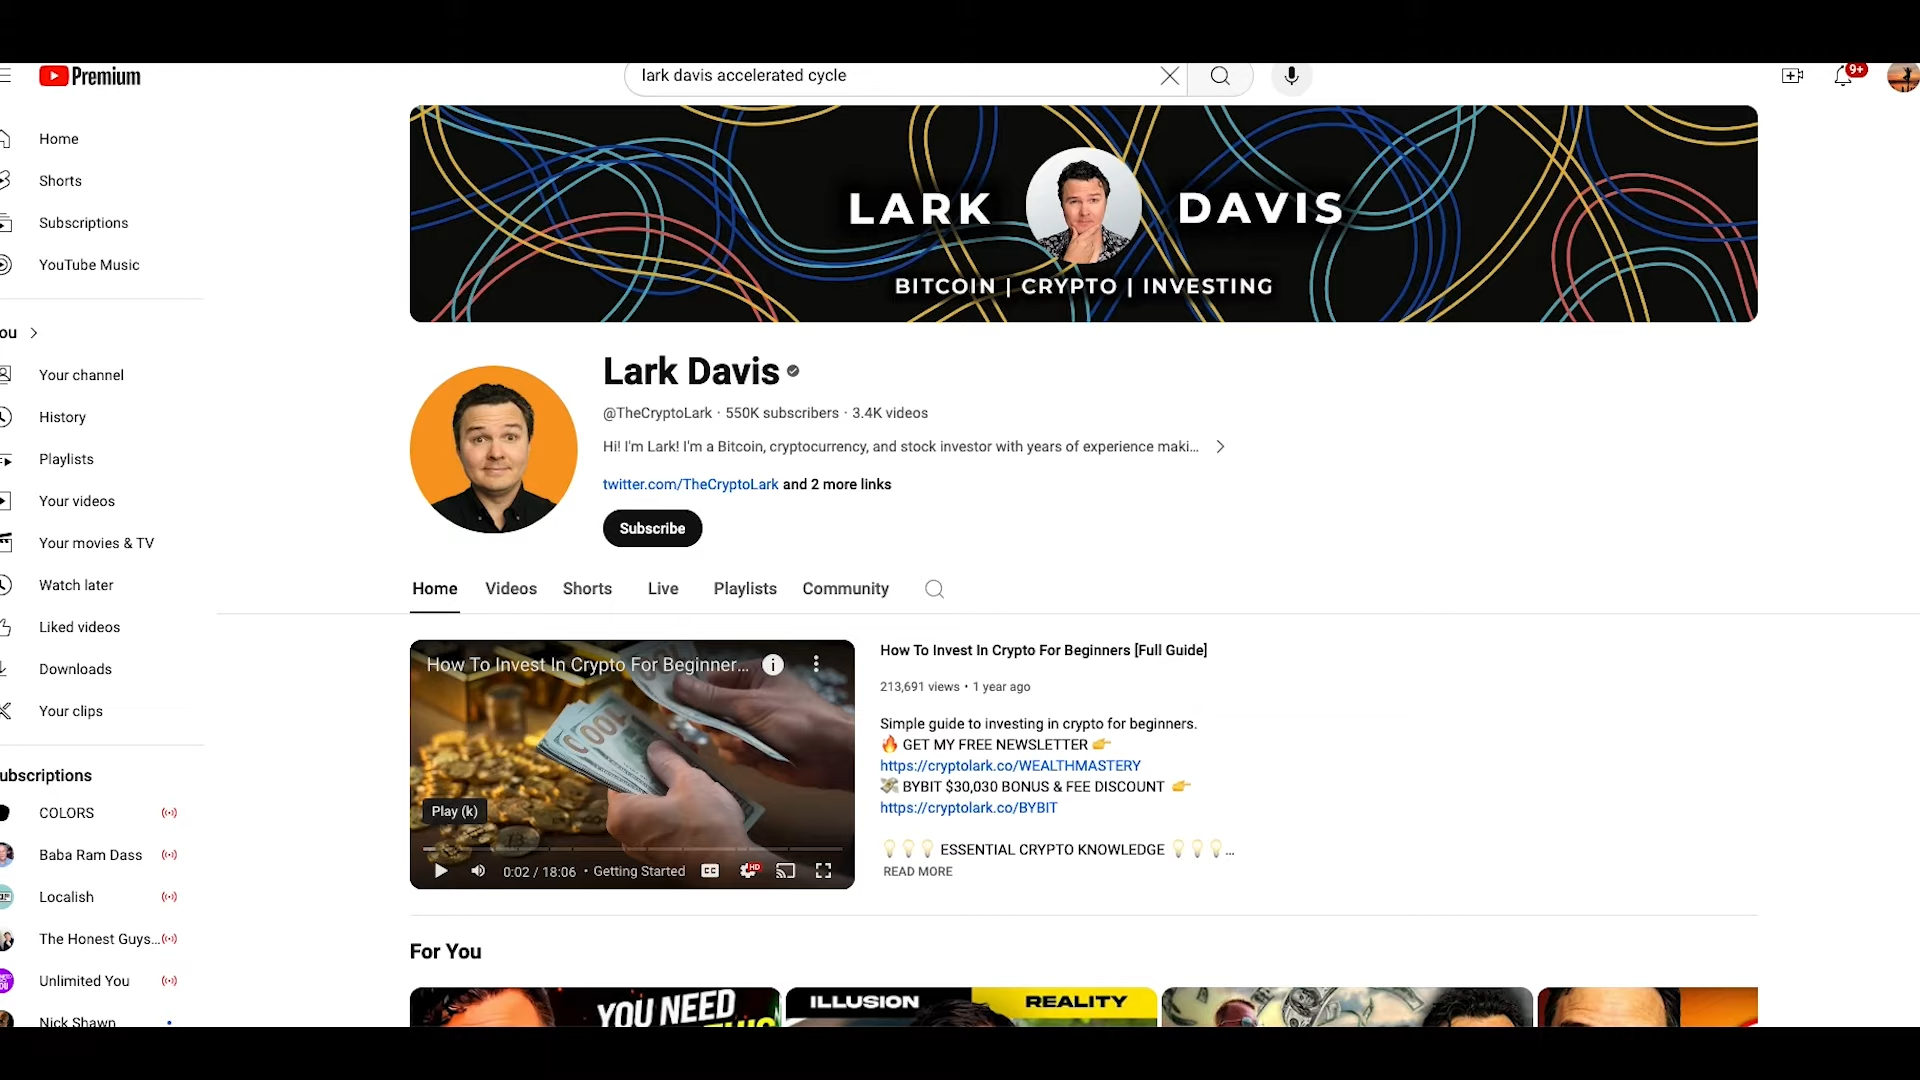 Premium
lark davis accelerated cycle
9+
Home
Shorts
Subscriptions
YouTube Music
ou
Your channel
History
Playlists
Your videos
Your movies & TV
Watch later
Liked videos
Downloads
Your clips
ubscriptions
COLORS
Baba Ram Dass
Localish
The Honest Guys...
Unlimited You
Nick Shawn
LARK DAVIS
BITCOIN | CRYPTO | INVESTING
Lark Davis
@TheCryptoLark · 550K subscribers · 3.4K videos
Hi! I'm Lark! I'm a Bitcoin, cryptocurrency, and stock investor with years of experience maki...
twitter.com/TheCryptoLark and 2 more links
Subscribe
Home Videos Shorts Live Playlists Community
How To Invest In Crypto For Beginner...
Play (k)
0:02 / 18:06 • Getting Started CC HD
How To Invest In Crypto For Beginners [Full Guide]
213,691 views • 1 year ago
Simple guide to investing in crypto for beginners.
🔥 GET MY FREE NEWSLETTER 👉
https://cryptolark.co/WEALTHMASTERY
💸 BYBIT $30,030 BONUS & FEE DISCOUNT 👉
https://cryptolark.co/BYBIT
💡💡💡 ESSENTIAL CRYPTO KNOWLEDGE 💡💡💡...
READ MORE
For You
YOU NEED
ILLUSION REALITY